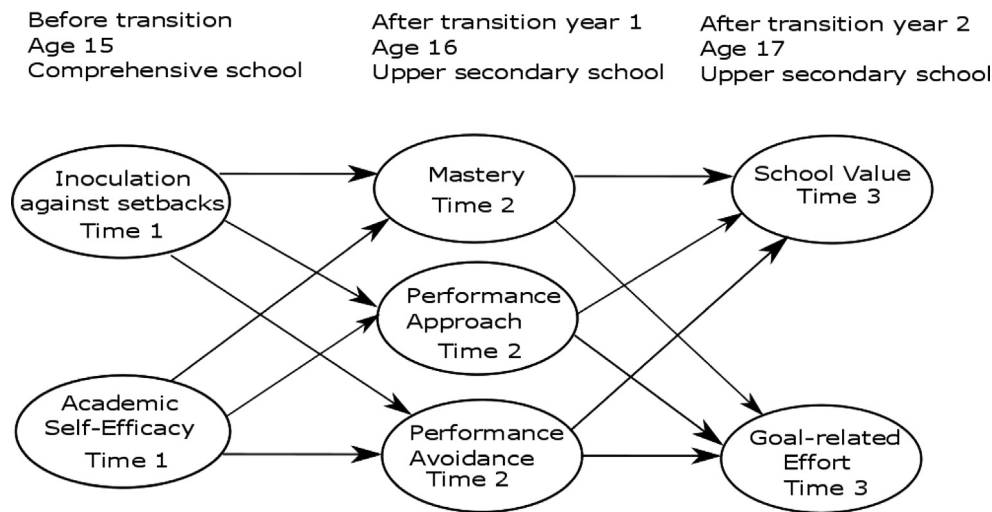 Before transition
Age 15
Comprehensive school
After transition year 1
Age 16
Upper secondary school
After transition year 2
Age 17
Upper secondary school
Inoculation
against setbacks
Time 1
Mastery
Time 2
School Value
Time 3
Performance
Approach
Time 2
Academic
Self-Efficacy
Time 1
Performance
Avoidance
Time 2
Goal-related
Effort
Time 3